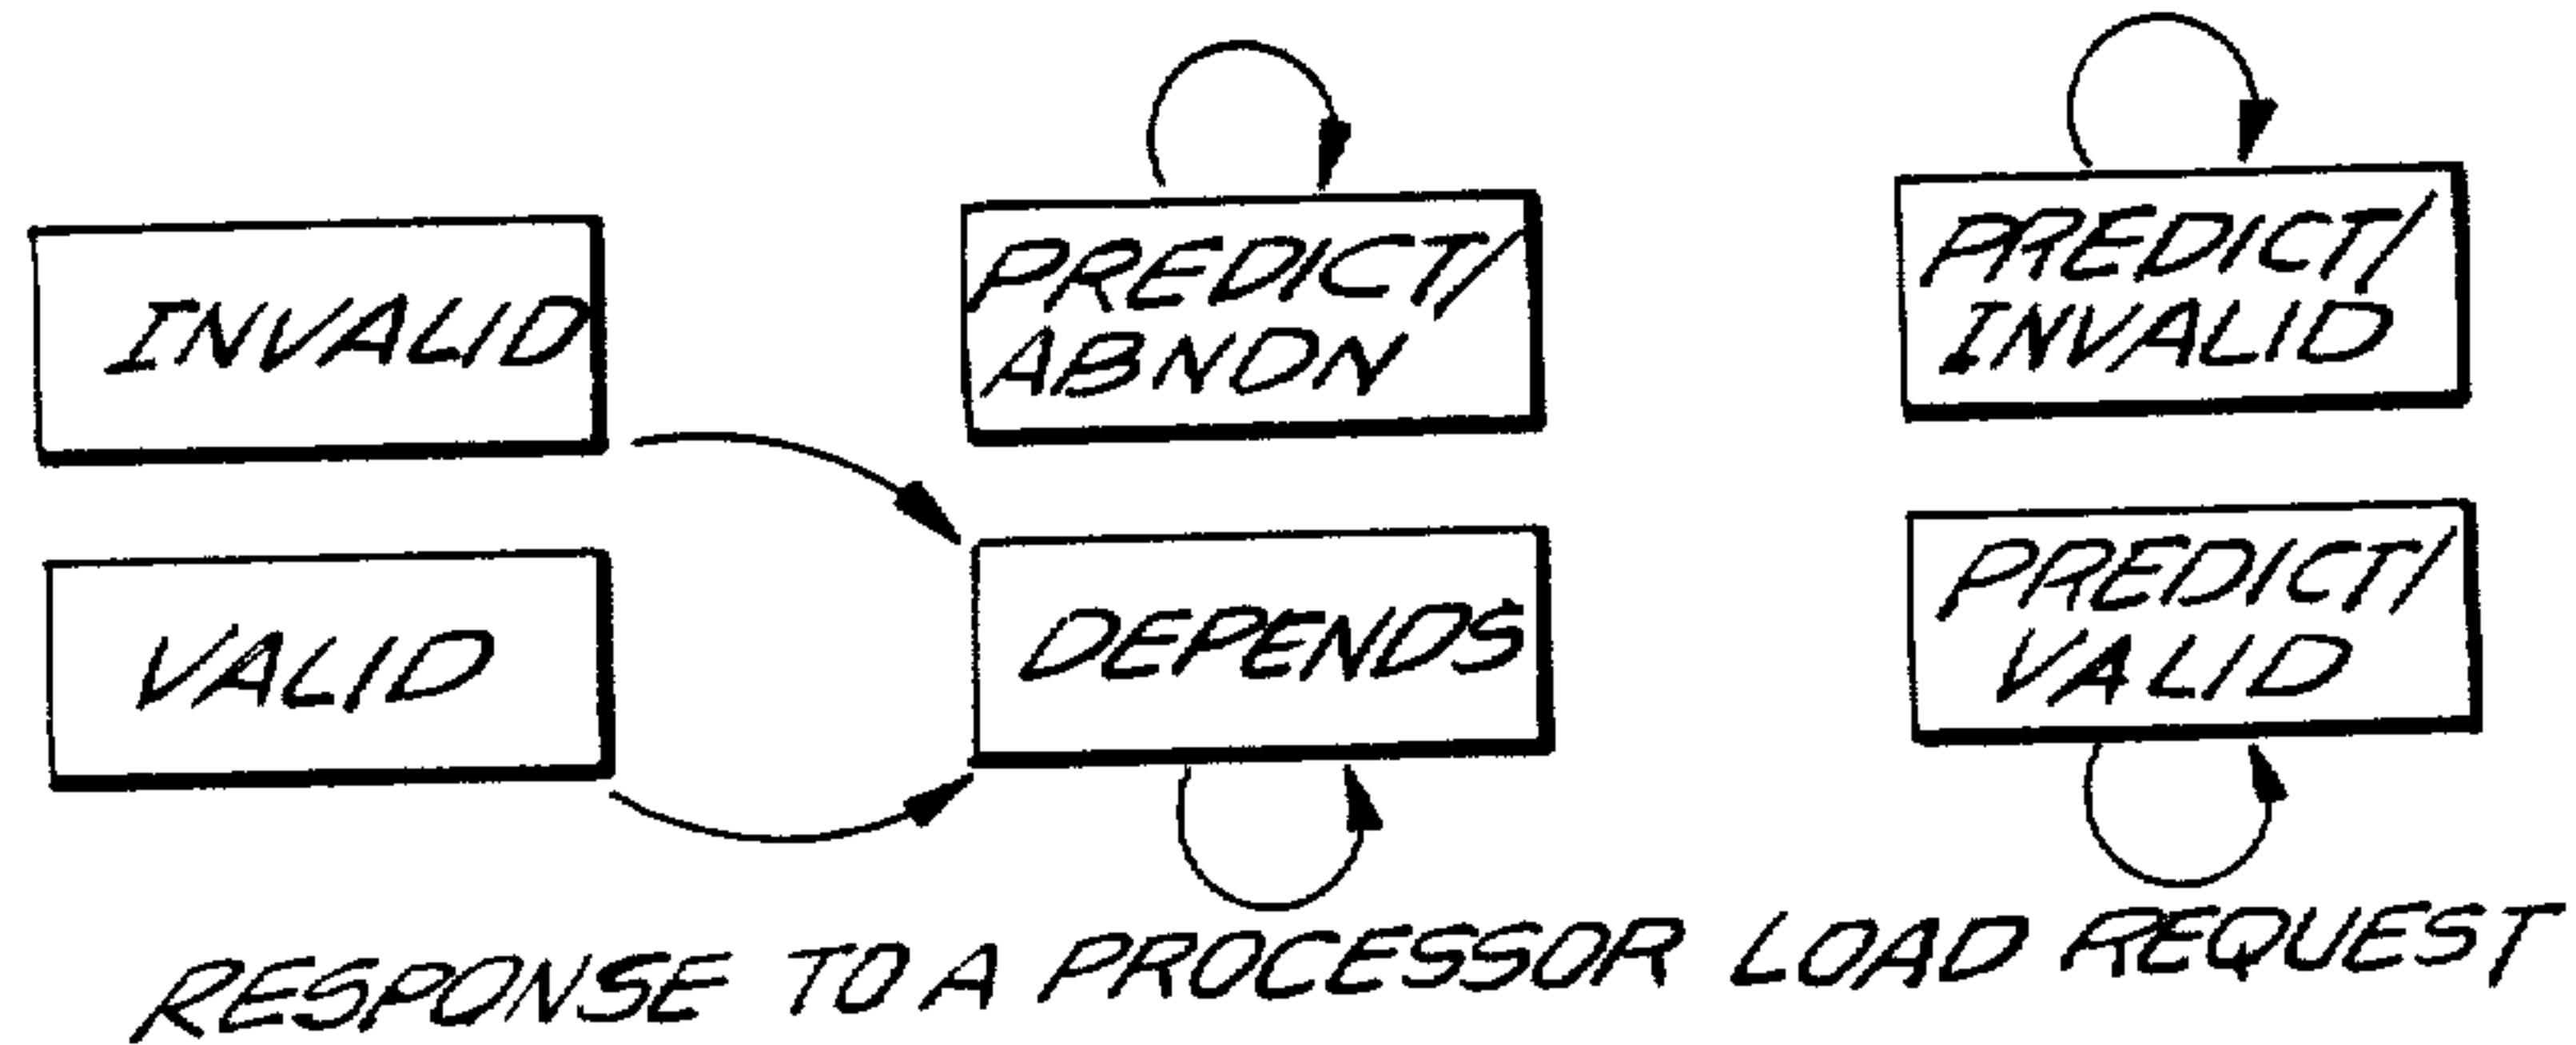 INVALID
PREDICT/
ABNDN
PREDICT/
INVALID
VALID
DEPENDS
PREDICT/
VALID
RESPONSE TO A PROCESSOR LOAD REQUEST